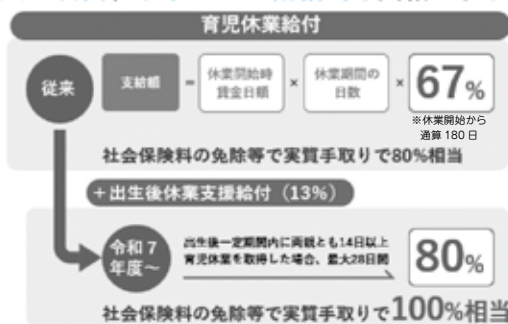 育児休業給付
従来
支給額 = 休業開始時賃金日額 × 休業期間の日数 × 67%
※休業開始から
通算180日
社会保険料の免除等で実質手取りで80%相当
+出生後休業支援給付（13%）
令和7
年度～
出生後一定期間内に両親とも14日以上
育児休業を取得した場合、最大28日間
80%
社会保険料の免除等で実質手取りで100%相当